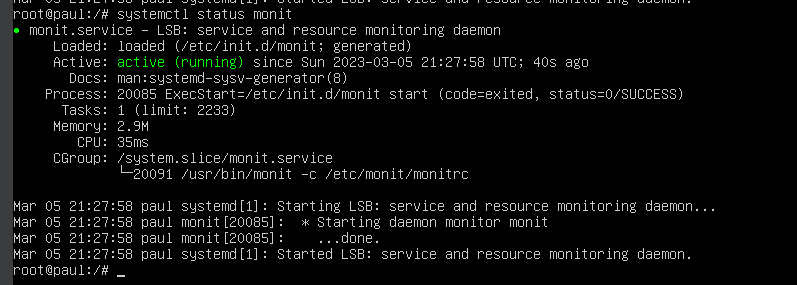 Mar 05 21:27:58 paul systemd[1]: Started LSB: service and resource monitoring daemon.
root@paul:/# systemctl status monit
● monit.service - LSB: service and resource monitoring daemon
     Loaded: loaded (/etc/init.d/monit; generated)
     Active: active (running) since Sun 2023-03-05 21:27:58 UTC; 40s ago
       Docs: man:systemd-sysv-generator(8)
    Process: 20085 ExecStart=/etc/init.d/monit start (code=exited, status=0/SUCCESS)
      Tasks: 1 (limit: 2233)
     Memory: 2.9M
        CPU: 35ms
     CGroup: /system.slice/monit.service
             └─20091 /usr/bin/monit -c /etc/monit/monitrc
Mar 05 21:27:58 paul systemd[1]: Starting LSB: service and resource monitoring daemon...
Mar 05 21:27:58 paul monit[20085]:  * Starting daemon monitor monit
Mar 05 21:27:58 paul monit[20085]:    ...done.
Mar 05 21:27:58 paul systemd[1]: Started LSB: service and resource monitoring daemon.
root@paul:/# _